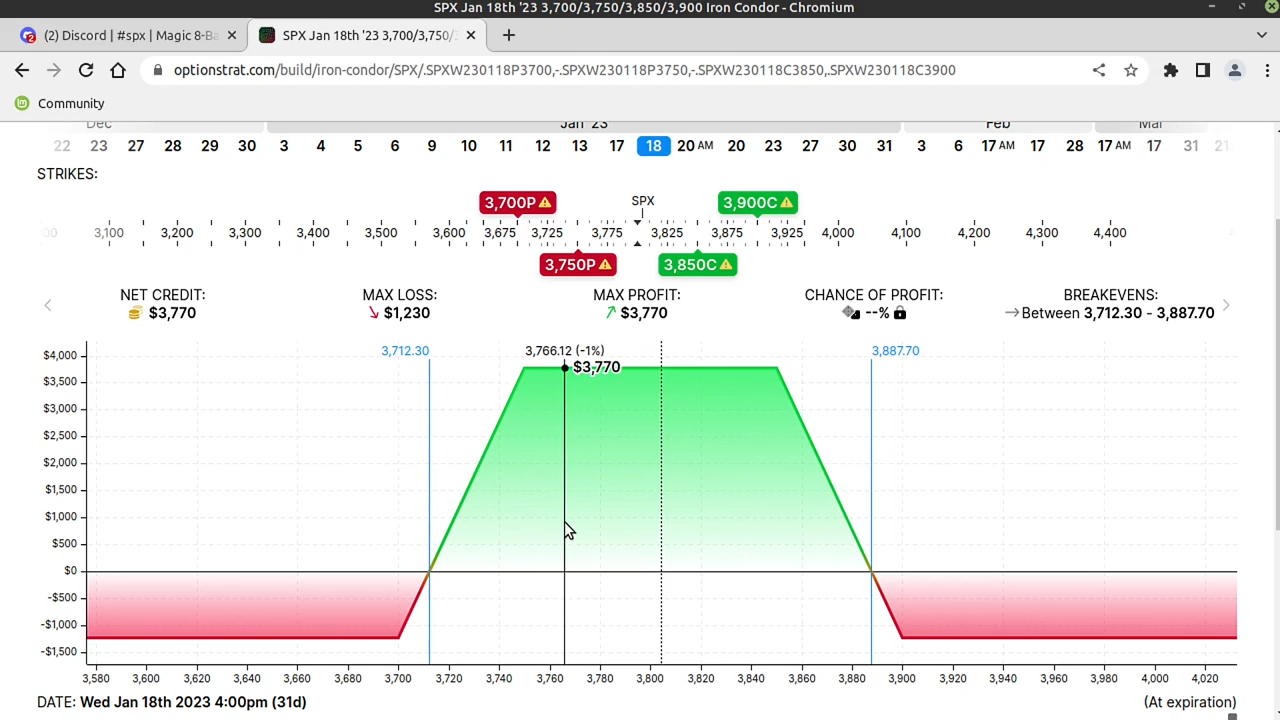 SPX Jan 18th '23 3,700/3,750/3,850/3,900 Iron Condor - Chromium
(2) Discord | #spx | Magic 8-Ba
SPX Jan 18th '23 3,700/3,750/
optionstrat.com/build/iron-condor/SPX/.SPXW230118P3700,-.SPXW230118P3750,-.SPXW230118C3850,.SPXW230118C3900
Community
Dec Jan '23 Feb Mar
22 23 27 28 29 30 3 4 5 6 9 10 11 12 13 17 18 20 AM 20 23 27 30 31 3 6 17 AM 17 28 17 AM 17 31 21
STRIKES:
3,700P SPX 3,900C
00 3,100 3,200 3,300 3,400 3,500 3,600 3,675 3,725 3,775 3,825 3,875 3,925 4,000 4,100 4,200 4,300 4,400
3,750P 3,850C
NET CREDIT: MAX LOSS: MAX PROFIT: CHANCE OF PROFIT: BREAKEVENS:
$3,770 $1,230 $3,770 --% Between 3,712.30 - 3,887.70
3,712.30 3,766.12 (-1%) 3,887.70
$4,000
$3,770
$3,500
$3,000
$2,500
$2,000
$1,500
$1,000
$500
$0
-$500
-$1,000
-$1,500
3,580 3,600 3,620 3,640 3,660 3,680 3,700 3,720 3,740 3,760 3,780 3,800 3,820 3,840 3,860 3,880 3,900 3,920 3,940 3,960 3,980 4,000 4,020
DATE: Wed Jan 18th 2023 4:00pm (31d) (At expiration)